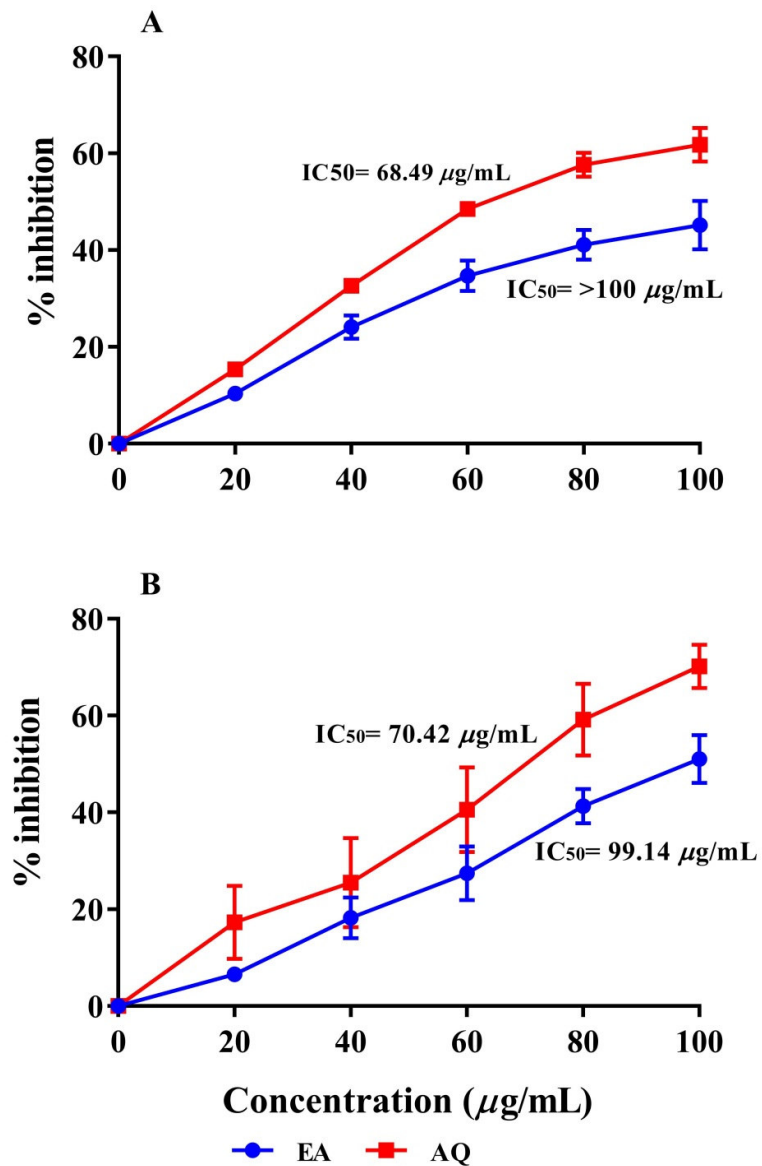 A
80
60
40
20
0
% inhibition
IC50= 68.49 μg/mL
IC50= >100 μg/mL
0 20 40 60 80 100
B
80
60
40
20
0
% inhibition
IC50= 70.42 μg/mL
IC50= 99.14 μg/mL
0 20 40 60 80 100
Concentration (μg/mL)
EA AQ